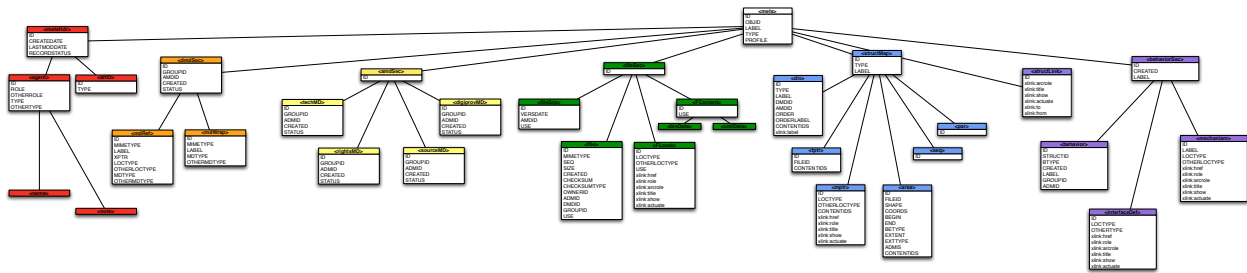 <mets>
ID
OBJID
LABEL
TYPE
PROFILE
<metsHdr>
ID
CREATEDATE
LASTMODDATE
RECORDSTATUS
<agent>
ID
ROLE
OTHERROLE
TYPE
OTHERTYPE
<altID>
ID
TYPE
<name>
<note>
<dmdSec>
ID
GROUPID
ADMID
CREATED
STATUS
<mdRef>
ID
MIMETYPE
LABEL
XPTR
LOCTYPE
OTHERLOCTYPE
MDTYPE
OTHERMDTYPE
<mdWrap>
ID
MIMETYPE
LABEL
MDTYPE
OTHERMDTYPE
<amdSec>
ID
<techMD>
ID
GROUPID
ADMID
CREATED
STATUS
<rightsMD>
ID
GROUPID
ADMID
CREATED
STATUS
<sourceMD>
ID
GROUPID
ADMID
CREATED
STATUS
<digiprovMD>
ID
GROUPID
ADMID
CREATED
STATUS
<fileSec>
ID
<fileGrp>
ID
VERSDATE
ADMID
USE
<file>
ID
MIMETYPE
SEQ
SIZE
CREATED
CHECKSUM
CHECKSUMTYPE
OWNERID
ADMID
DMDID
GROUPID
USE
<FLocat>
ID
LOCTYPE
OTHERLOCTYPE
USE
xlink:href
xlink:role
xlink:arcrole
xlink:title
xlink:show
xlink:actuate
<FContent>
ID
USE
<binData>
<xmlData>
<structMap>
ID
TYPE
LABEL
<div>
ID
TYPE
LABEL
DMDID
ADMID
ORDER
ORDERLABEL
CONTENTIDS
xlink:label
<fptr>
ID
FILEID
CONTENTIDS
<mptr>
ID
LOCTYPE
OTHERLOCTYPE
CONTENTIDS
xlink:href
xlink:role
xlink:title
xlink:show
xlink:actuate
<area>
ID
FILEID
SHAPE
COORDS
BEGIN
END
BETYPE
EXTENT
EXTTYPE
ADMIS
CONTENTIDS
<seq>
ID
<par>
ID
<structLink>
ID
xlink:arcrole
xlink:title
xlink:show
xlink:actuate
xlink:to
xlink:from
<behaviorSec>
ID
CREATED
LABEL
<behavior>
ID
STRUCTID
BTYPE
CREATED
LABEL
GROUPID
ADMID
<interfaceDef>
ID
LOCTYPE
OTHERTYPE
xlink:href
xlink:role
xlink:arcrole
xlink:title
xlink:show
xlink:actuate
<mechanism>
ID
LABEL
LOCTYPE
OTHERLOCTYPE
xlink:href
xlink:role
xlink:arcrole
xlink:title
xlink:show
xlink:actuate